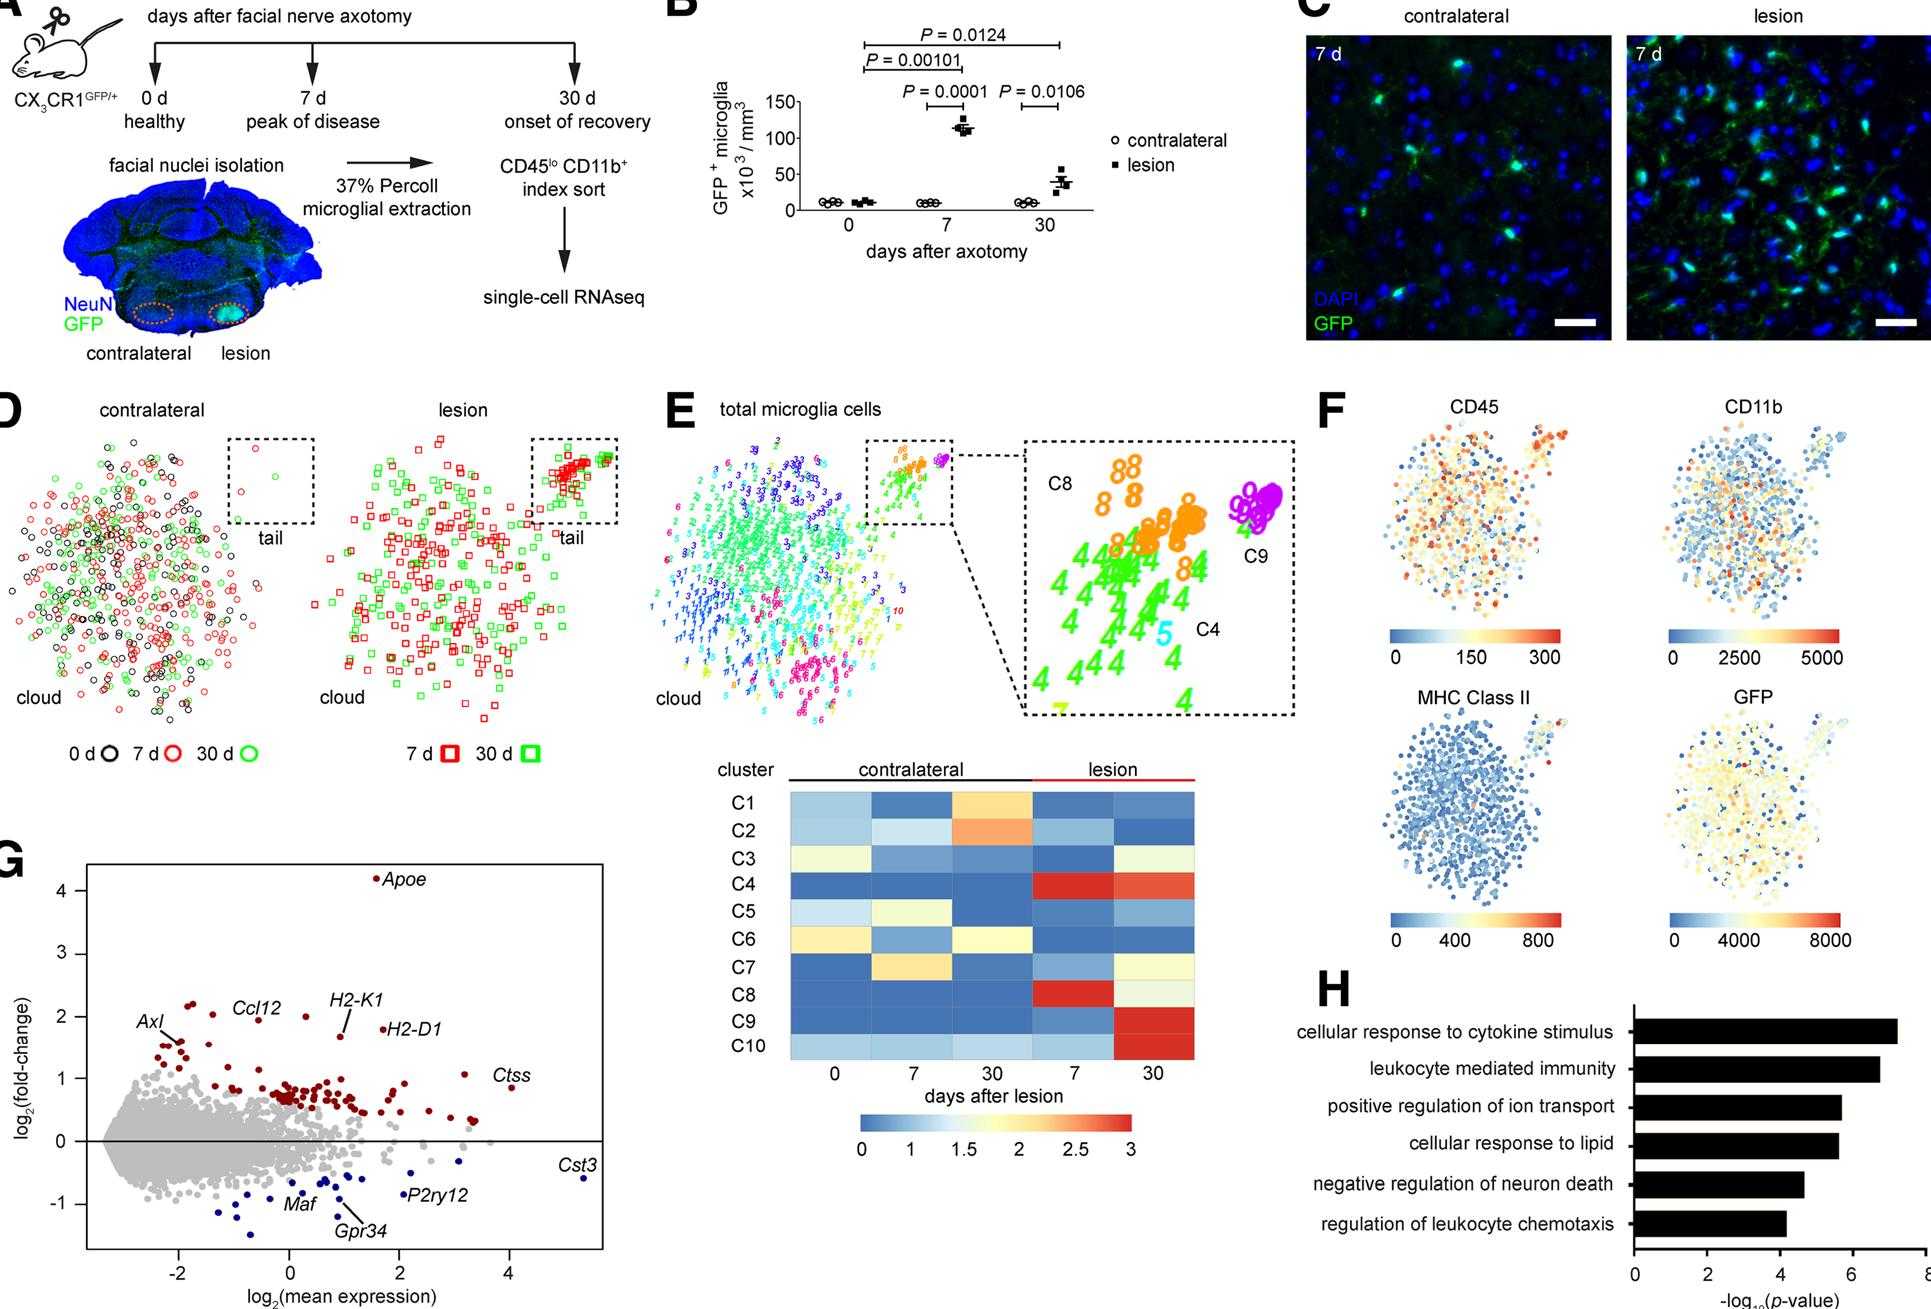 A
days after facial nerve axotomy
CX3CR1GFP/+
0 d
7 d
30 d
healthy
peak of disease
onset of recovery
facial nuclei isolation
37% Percoll
microglial extraction
CD45lo CD11b+
index sort
single-cell RNAseq
NeuN
GFP
contralateral
lesion
B
P = 0.0124
P = 0.00101
P = 0.0001
P = 0.0106
GFP + microglia
x10 3 / mm3
150
100
50
0
0
7
30
days after axotomy
contralateral
lesion
C
contralateral
lesion
7 d
7 d
DAPI
GFP
D
contralateral
lesion
tail
tail
cloud
cloud
0 d
7 d
30 d
7 d
30 d
E
total microglia cells
cloud
C8
C9
C4
cluster
contralateral
lesion
C1
C2
C3
C4
C5
C6
C7
C8
C9
C10
0
7
30
7
30
days after lesion
0
1
1.5
2
2.5
3
F
CD45
CD11b
0
150
300
0
2500
5000
MHC Class II
GFP
0
400
800
0
4000
8000
G
log2(fold-change)
4
3
2
1
0
-1
Apoe
Axl
Ccl12
H2-K1
H2-D1
Ctss
Cst3
Maf
P2ry12
Gpr34
-2
0
2
4
log2(mean expression)
H
cellular response to cytokine stimulus
leukocyte mediated immunity
positive regulation of ion transport
cellular response to lipid
negative regulation of neuron death
regulation of leukocyte chemotaxis
0
2
4
6
8
-log10(p-value)